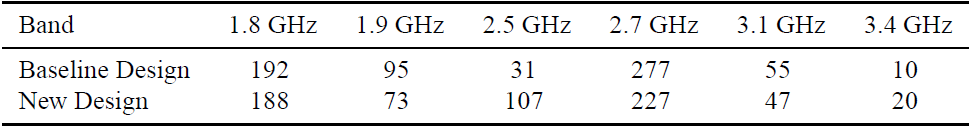 Band 1.8 GHz 1.9 GHz 2.5 GHz 2.7 GHz 3.1 GHz 3.4 GHz
Baseline Design 192 95 31 277 55 10
New Design 188 73 107 227 47 20